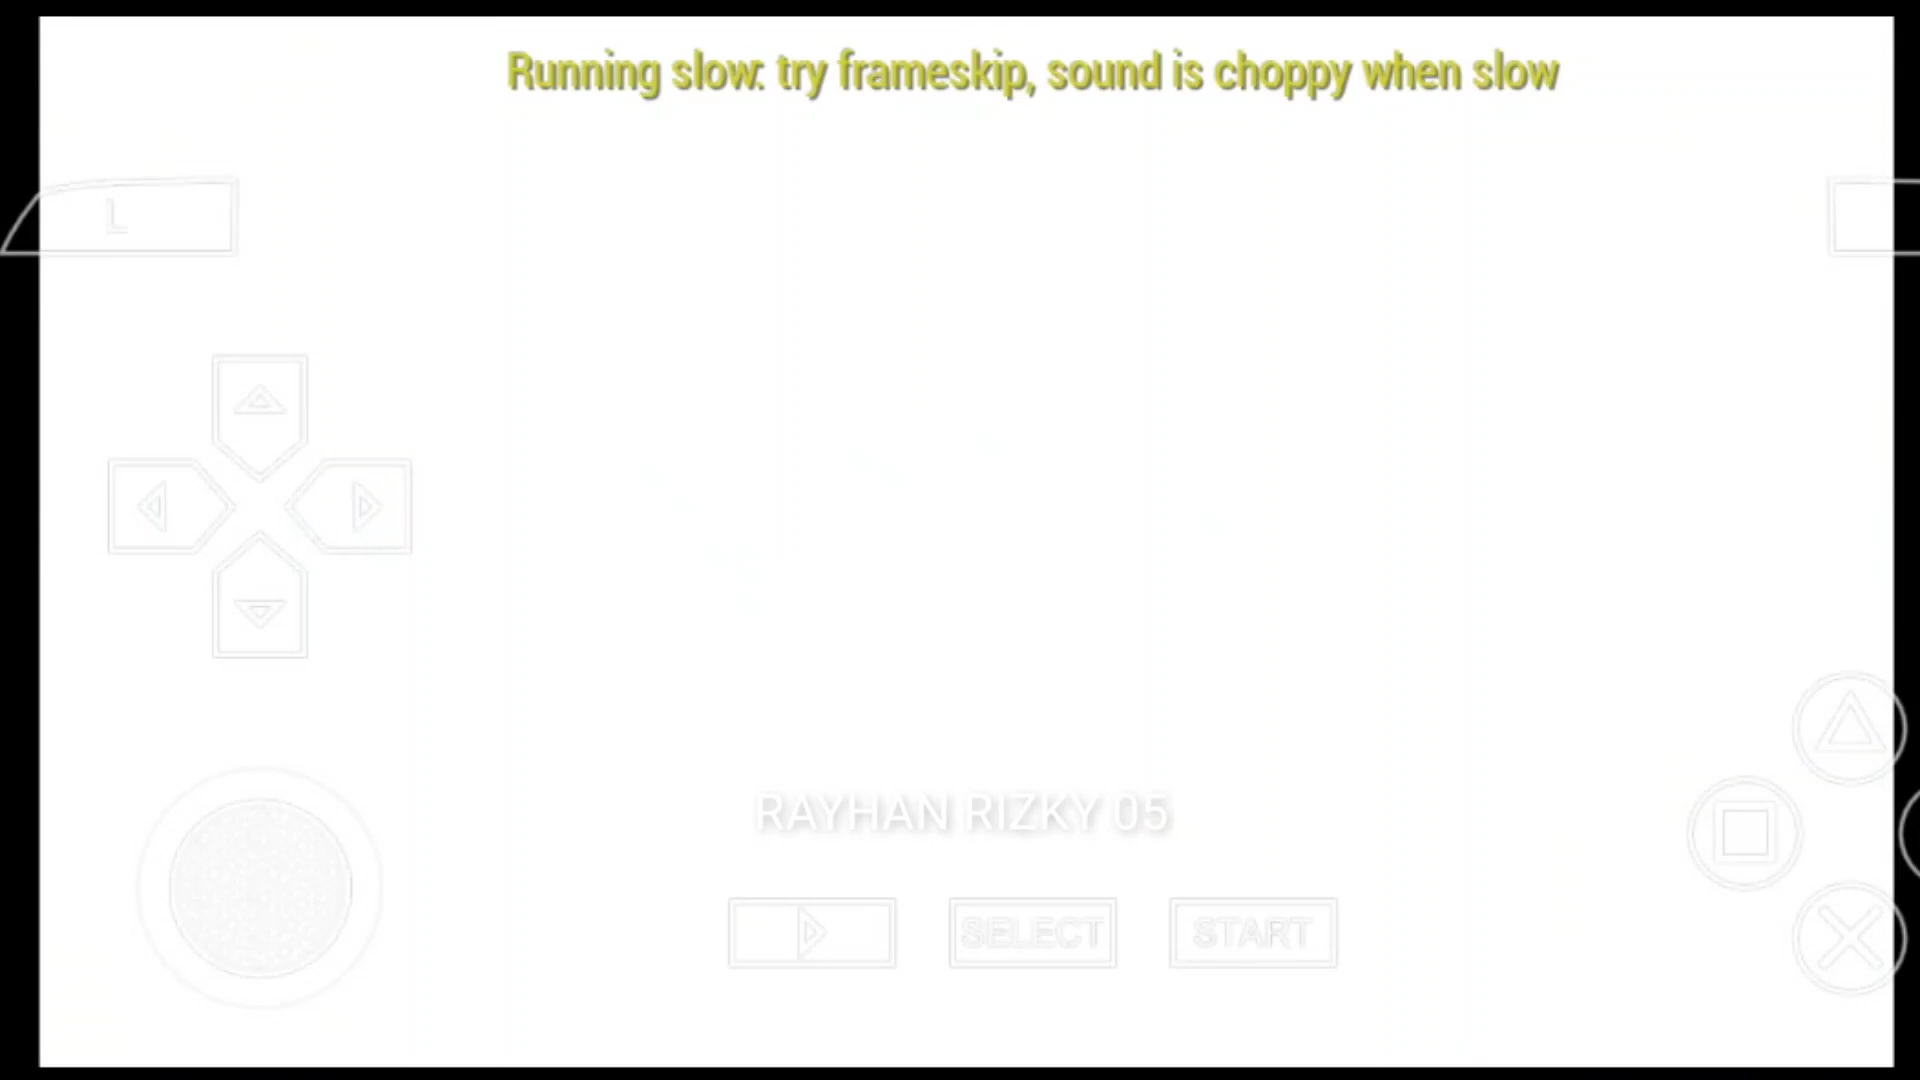 Running slow: try frameskip, sound is choppy when slow
L
RAYHAN RIZKY 05
SELECT
START